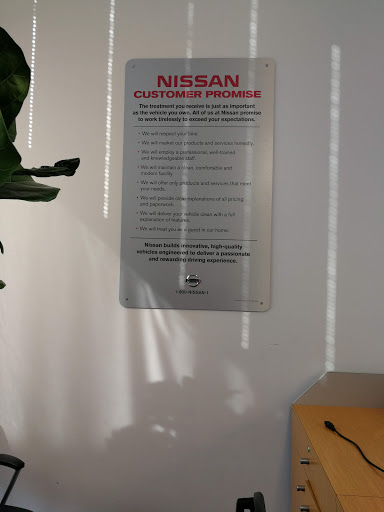 NISSAN
CUSTOMER PROMISE
The treatment you receive is just as important
as the vehicle you own. All of us at Nissan promise
to work tirelessly to exceed your expectations.
• We will respect your time.
• We will market our products and services honestly.
• We will employ a professional, well-trained
and knowledgeable staff.
• We will maintain a clean, comfortable and
modern facility.
• We will offer only products and services that meet
your needs.
• We will provide clear explanations of all pricing
and paperwork.
• We will deliver your vehicle clean with a full
explanation of features.
• We will treat you as a guest in our home.
Nissan builds innovative, high-quality
vehicles engineered to deliver a passionate
and rewarding driving experience.
NISSAN
1-800-NISSAN-1